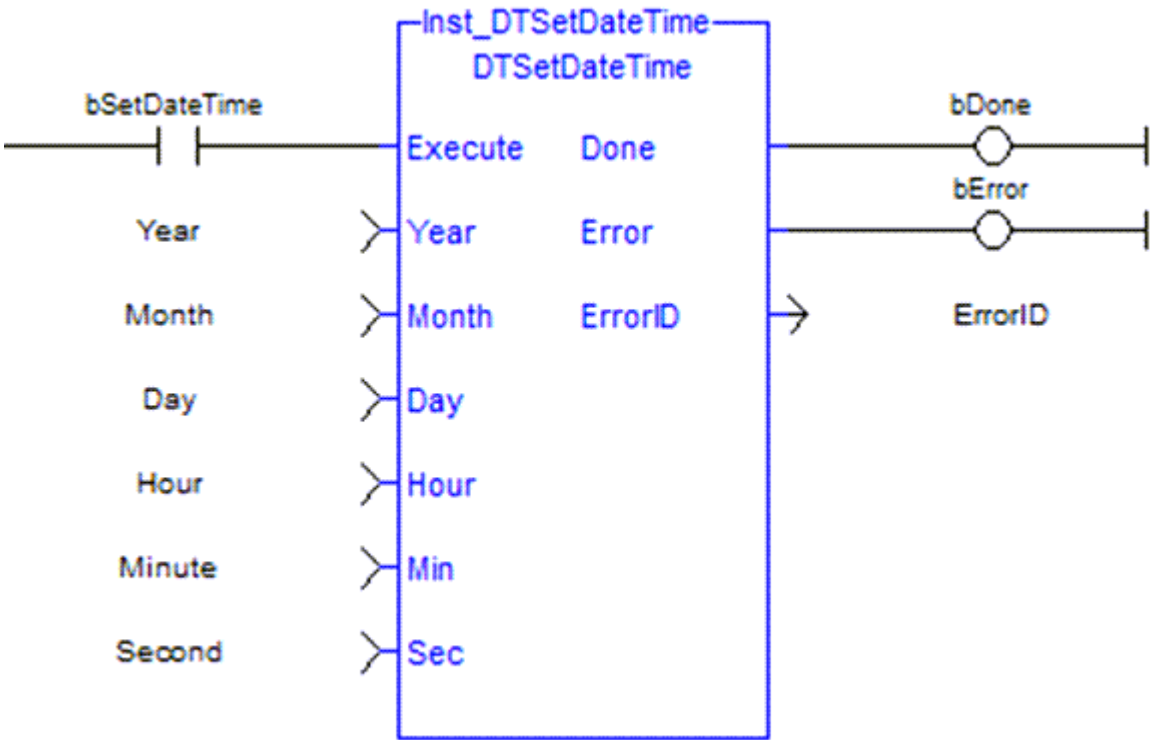 Inst_DTSetDateTime
DTSetDateTime
bSetDateTime
bDone
Execute Done
bError
Year Year Error
Month Month ErrorID ErrorID
Day Day
Hour Hour
Minute Min
Second Sec